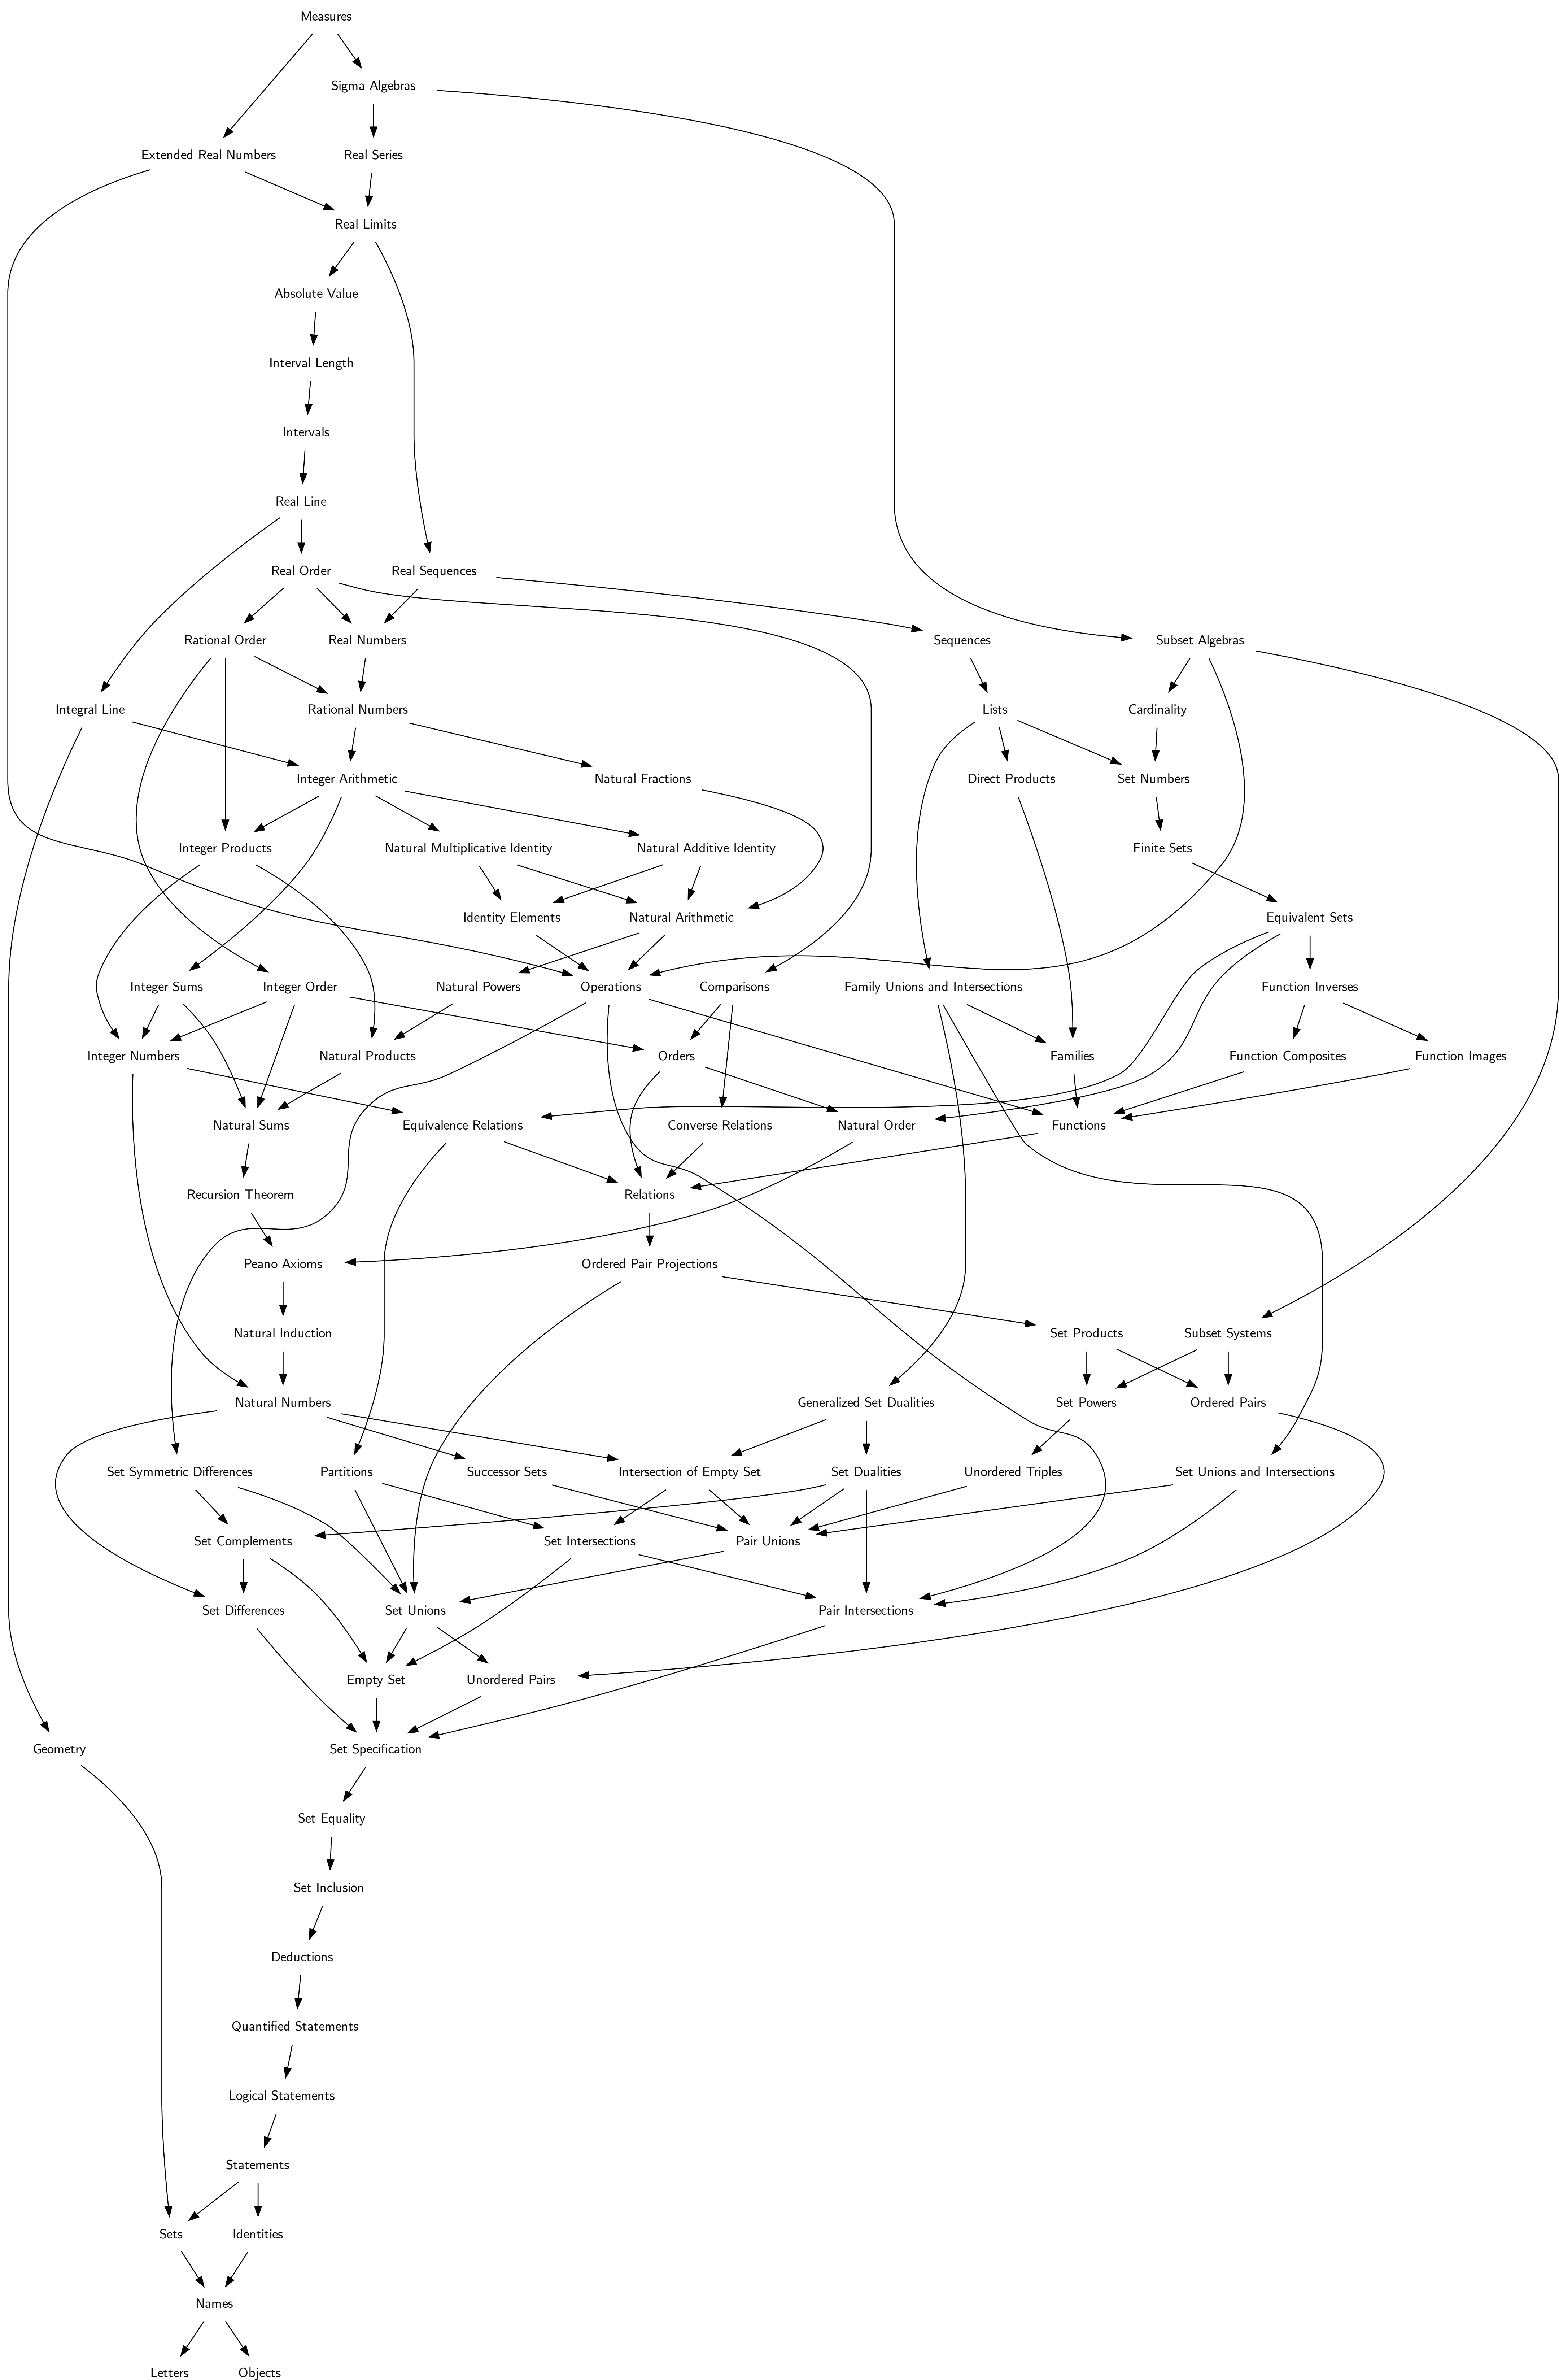 Measures
Sigma Algebras
Extended Real Numbers
Real Series
Real Limits
Absolute Value
Interval Length
Intervals
Real Line
Real Order
Real Sequences
Rational Order
Real Numbers
Sequences
Subset Algebras
Integral Line
Rational Numbers
Lists
Cardinality
Integer Arithmetic
Natural Fractions
Direct Products
Set Numbers
Integer Products
Natural Multiplicative Identity
Natural Additive Identity
Finite Sets
Identity Elements
Natural Arithmetic
Equivalent Sets
Integer Sums
Integer Order
Natural Powers
Operations
Comparisons
Family Unions and Intersections
Function Inverses
Integer Numbers
Natural Products
Orders
Families
Function Composites
Function Images
Natural Sums
Equivalence Relations
Converse Relations
Natural Order
Functions
Recursion Theorem
Relations
Peano Axioms
Ordered Pair Projections
Natural Induction
Set Products
Subset Systems
Natural Numbers
Generalized Set Dualities
Set Powers
Ordered Pairs
Set Symmetric Differences
Partitions
Successor Sets
Intersection of Empty Set
Set Dualities
Unordered Triples
Set Unions and Intersections
Set Complements
Set Intersections
Pair Unions
Set Differences
Set Unions
Pair Intersections
Empty Set
Unordered Pairs
Geometry
Set Specification
Set Equality
Set Inclusion
Deductions
Quantified Statements
Logical Statements
Statements
Sets
Identities
Names
Letters
Objects